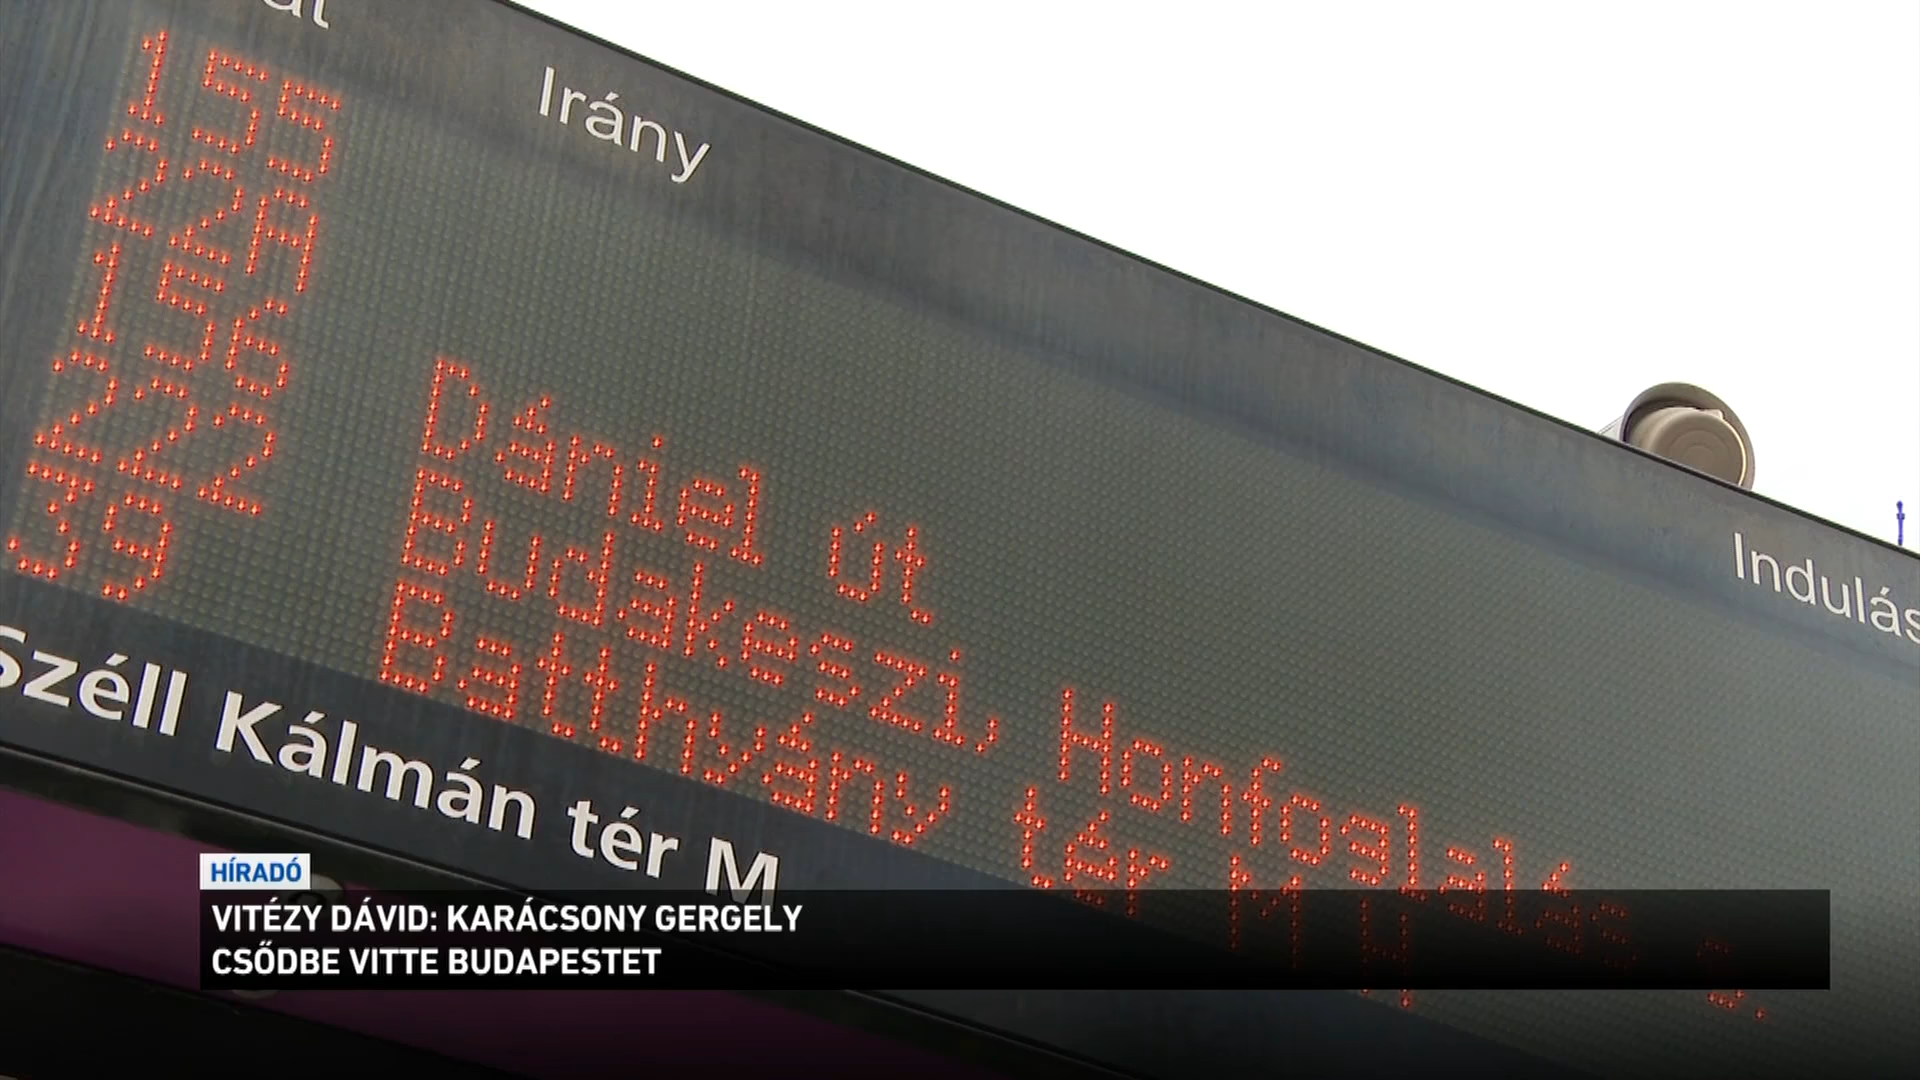 Irány
Indulás
155
22A
156
222 Dániel út
39 Budakeszi, Honfoglalás s.
Batthyány tér M H
Széll Kálmán tér M
HÍRADÓ
VITÉZY DÁVID: KARÁCSONY GERGELY
CSŐDBE VITTE BUDAPESTET